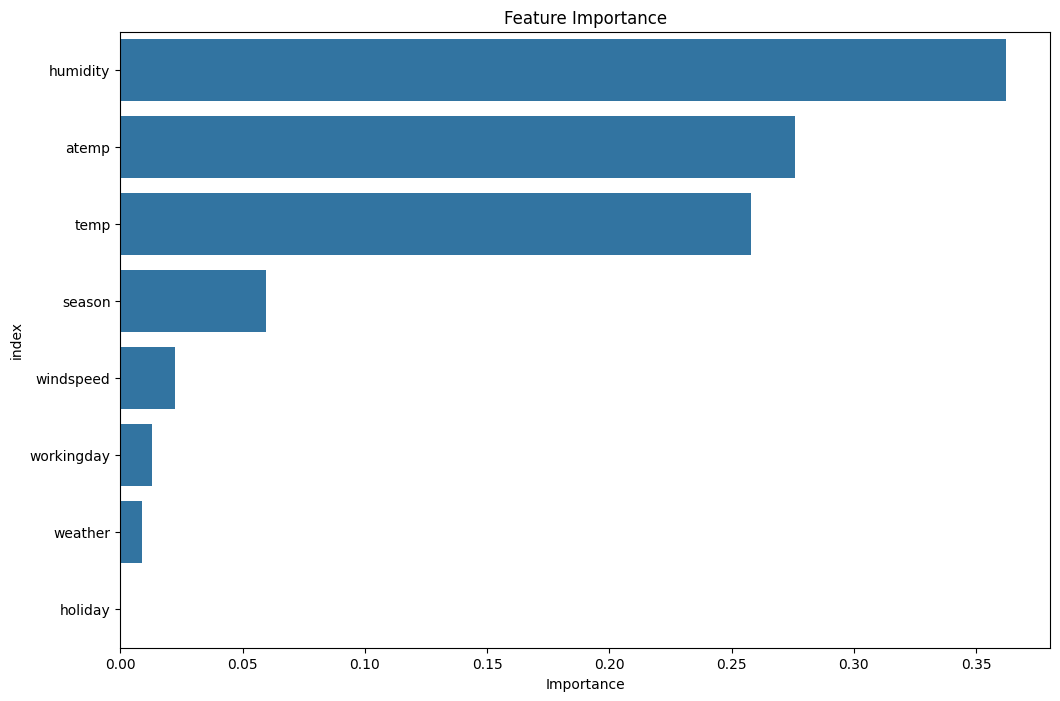 Feature Importance
humidity
atemp
temp
season
windspeed
workingday
weather
holiday
index
0.00 0.05 0.10 0.15 0.20 0.25 0.30 0.35
Importance